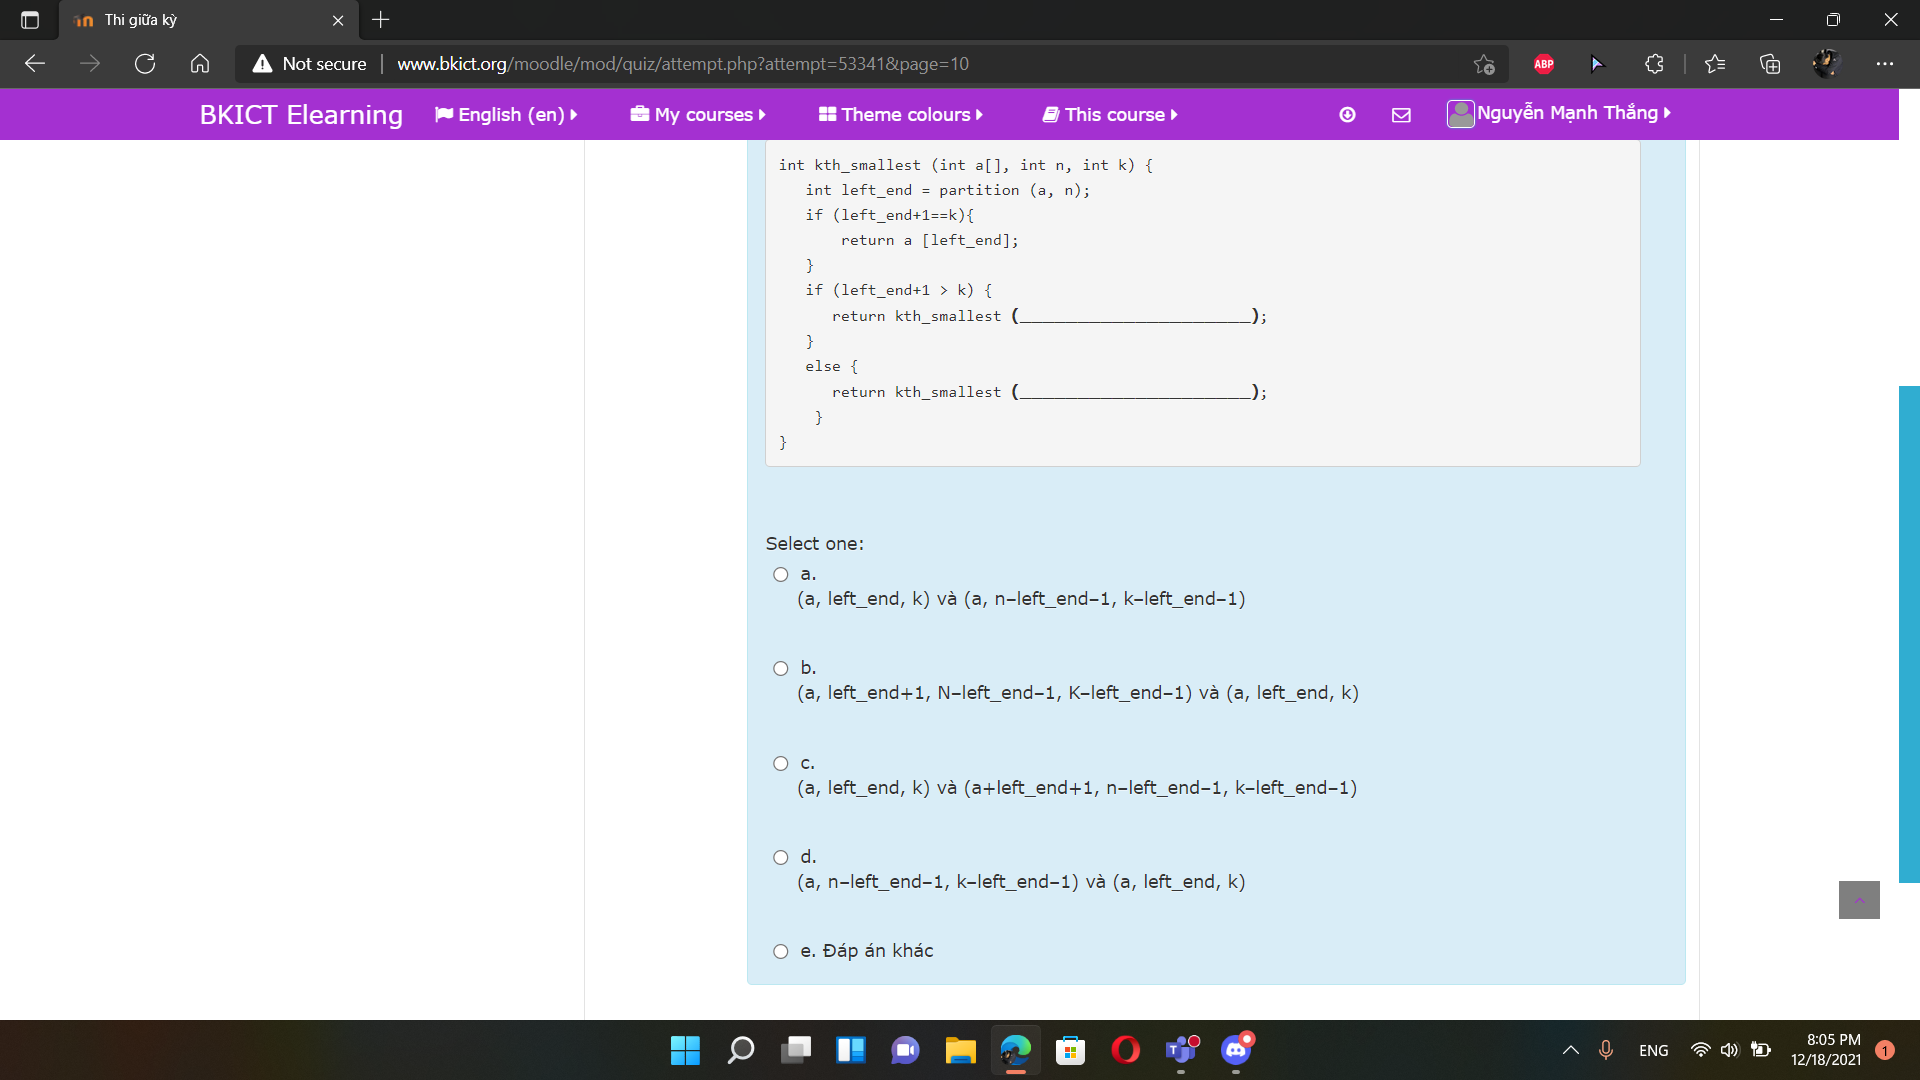 Thi giữa kỳ
Not secure
www.bkict.org/moodle/mod/quiz/attempt.php?attempt=53341&page=10
ABP
BKICT Elearning
English (en)
My courses
Theme colours
This course
Nguyễn Mạnh Thắng
int kth_smallest (int a[], int n, int k) {
int left_end = partition (a, n);
if (left_end+1==k){
return a [left_end];
}
if (left_end+1 > k) {
return kth_smallest (______________________);
}
else {
return kth_smallest (______________________);
}
}
Select one:
a.
(a, left_end, k) và (a, n–left_end–1, k–left_end–1)
b.
(a, left_end+1, N–left_end–1, K–left_end–1) và (a, left_end, k)
c.
(a, left_end, k) và (a+left_end+1, n–left_end–1, k–left_end–1)
d.
(a, n–left_end–1, k–left_end–1) và (a, left_end, k)
e. Đáp án khác
ENG
8:05 PM
12/18/2021
1